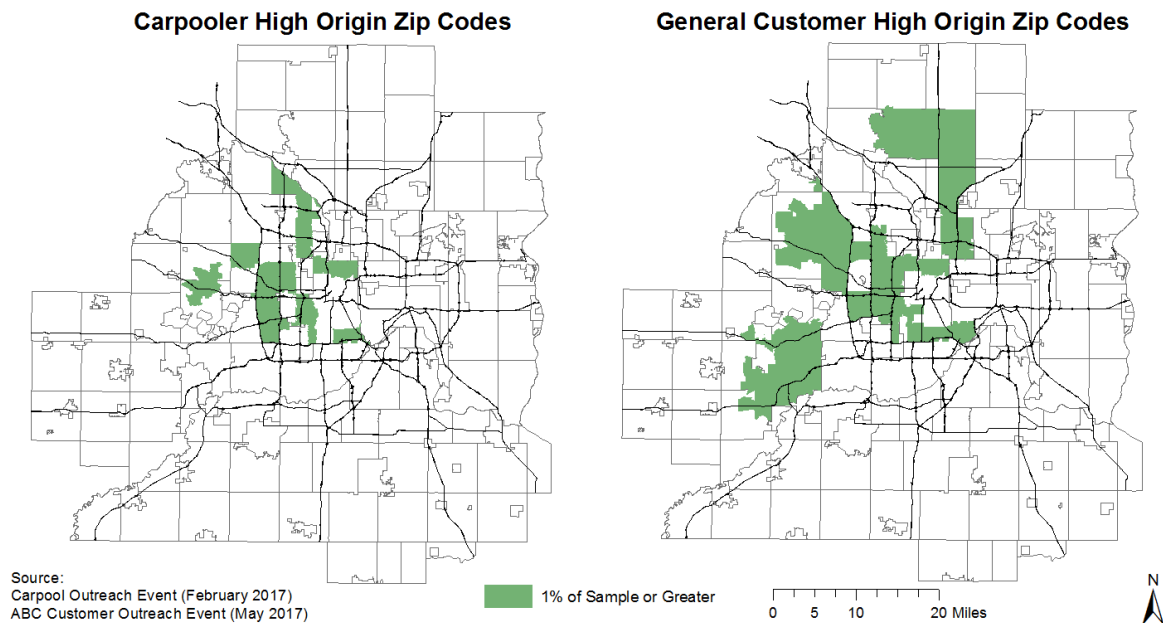 Carpooler High Origin Zip Codes
General Customer High Origin Zip Codes
Source:
Carpool Outreach Event (February 2017)
ABC Customer Outreach Event (May 2017)
1% of Sample or Greater
0 5 10 20 Miles
N